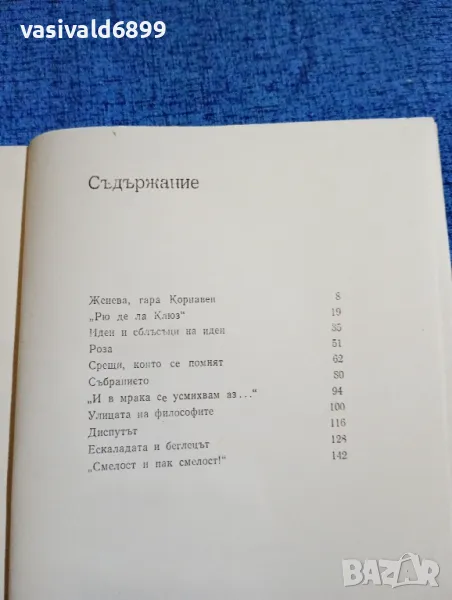 vasivald6899
Съдържание
Женева, гара Корнавен 8
„Рю де ла Клюз" 19
Идеи и сблъсъци на идеи 35
Роза 51
Срещи, които се помнят 62
Събранието 80
„И в мрака се усмихвам аз..." 94
Улицата на философите 100
Диспутът 116
Ескаладата и беглецът 128
„Смелост и пак смелост!" 142
BAZAR
.bg